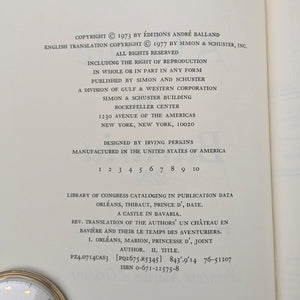 COPYRIGHT © 1973 BY ÉDITIONS ANDRÉ BALLAND
ENGLISH TRANSLATION COPYRIGHT © 1977 BY SIMON & SCHUSTER, INC.
ALL RIGHTS RESERVED
INCLUDING THE RIGHT OF REPRODUCTION
IN WHOLE OR IN PART IN ANY FORM
PUBLISHED BY SIMON AND SCHUSTER
A DIVISION OF GULF & WESTERN CORPORATION
SIMON & SCHUSTER BUILDING
ROCKEFELLER CENTER
1230 AVENUE OF THE AMERICAS
NEW YORK, NEW YORK, 10020
DESIGNED BY IRVING PERKINS
MANUFACTURED IN THE UNITED STATES OF AMERICA
1 2 3 4 5 6 7 8 9 10
LIBRARY OF CONGRESS CATALOGING IN PUBLICATION DATA
ORLÉANS, THIBAUT, PRINCE D', DATE.
A CASTLE IN BAVARIA.
REV. TRANSLATION OF THE AUTHORS' UN CHÂTEAU EN
BAVIÈRE AND THEIR LE TEMPS DES AVENTURIERS.
I. ORLÉANS, MARION, PRINCESSE D', JOINT
AUTHOR. II. TITLE.
PZ4.O714CAS3 [PQ2675.R5345] 843'.9'14 76-51207
ISBN 0-671-22575-8